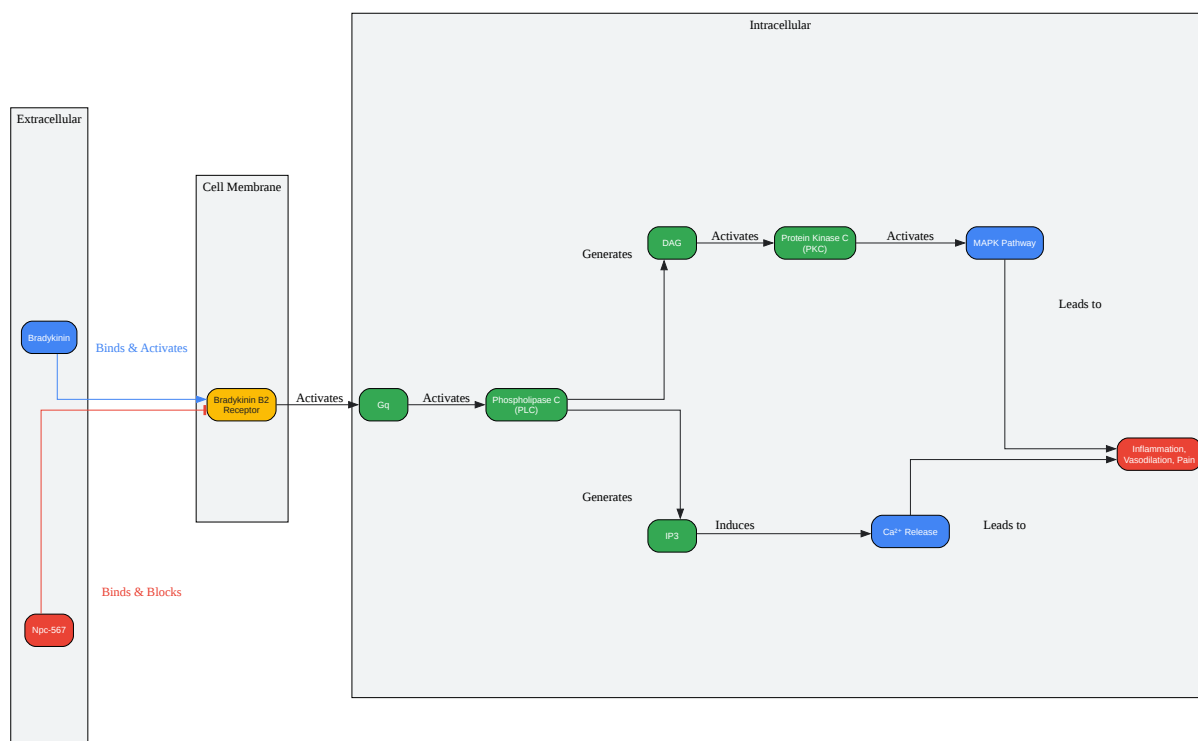 Intracellular
Extracellular
Cell Membrane
Generates
DAG
Activates
Protein Kinase C
(PKC)
Activates
MAPK Pathway
Leads to
Bradykinin
Binds & Activates
Bradykinin B2
Receptor
Activates
Gq
Activates
Phospholipase C
(PLC)
Inflammation,
Vasodilation, Pain
Generates
IP3
Induces
Ca²⁺ Release
Leads to
Binds & Blocks
Npc-567